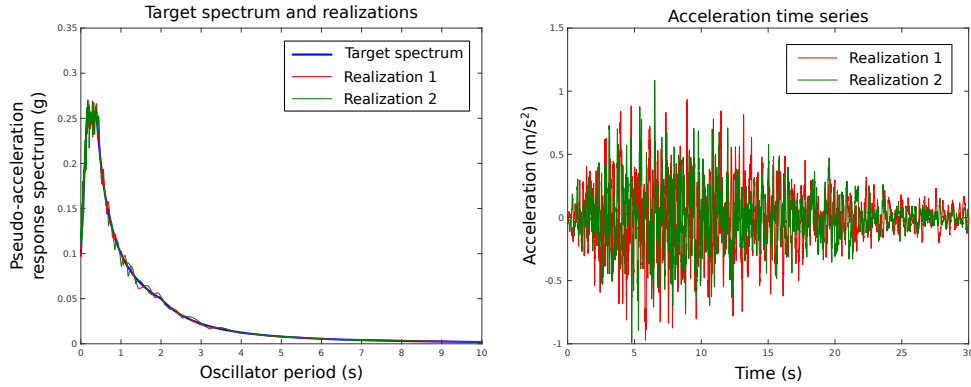 Target spectrum and realizations
0.35
0.3
0.25
0.2
0.15
0.1
0.05
0
Pseudo-acceleration
response spectrum (g)
Target spectrum
Realization 1
Realization 2
0 1 2 3 4 5 6 7 8 9 10
Oscillator period (s)
Acceleration time series
1.5
1
0.5
0
-0.5
-1
Acceleration (m/s²)
Realization 1
Realization 2
0 5 10 15 20 25 30
Time (s)